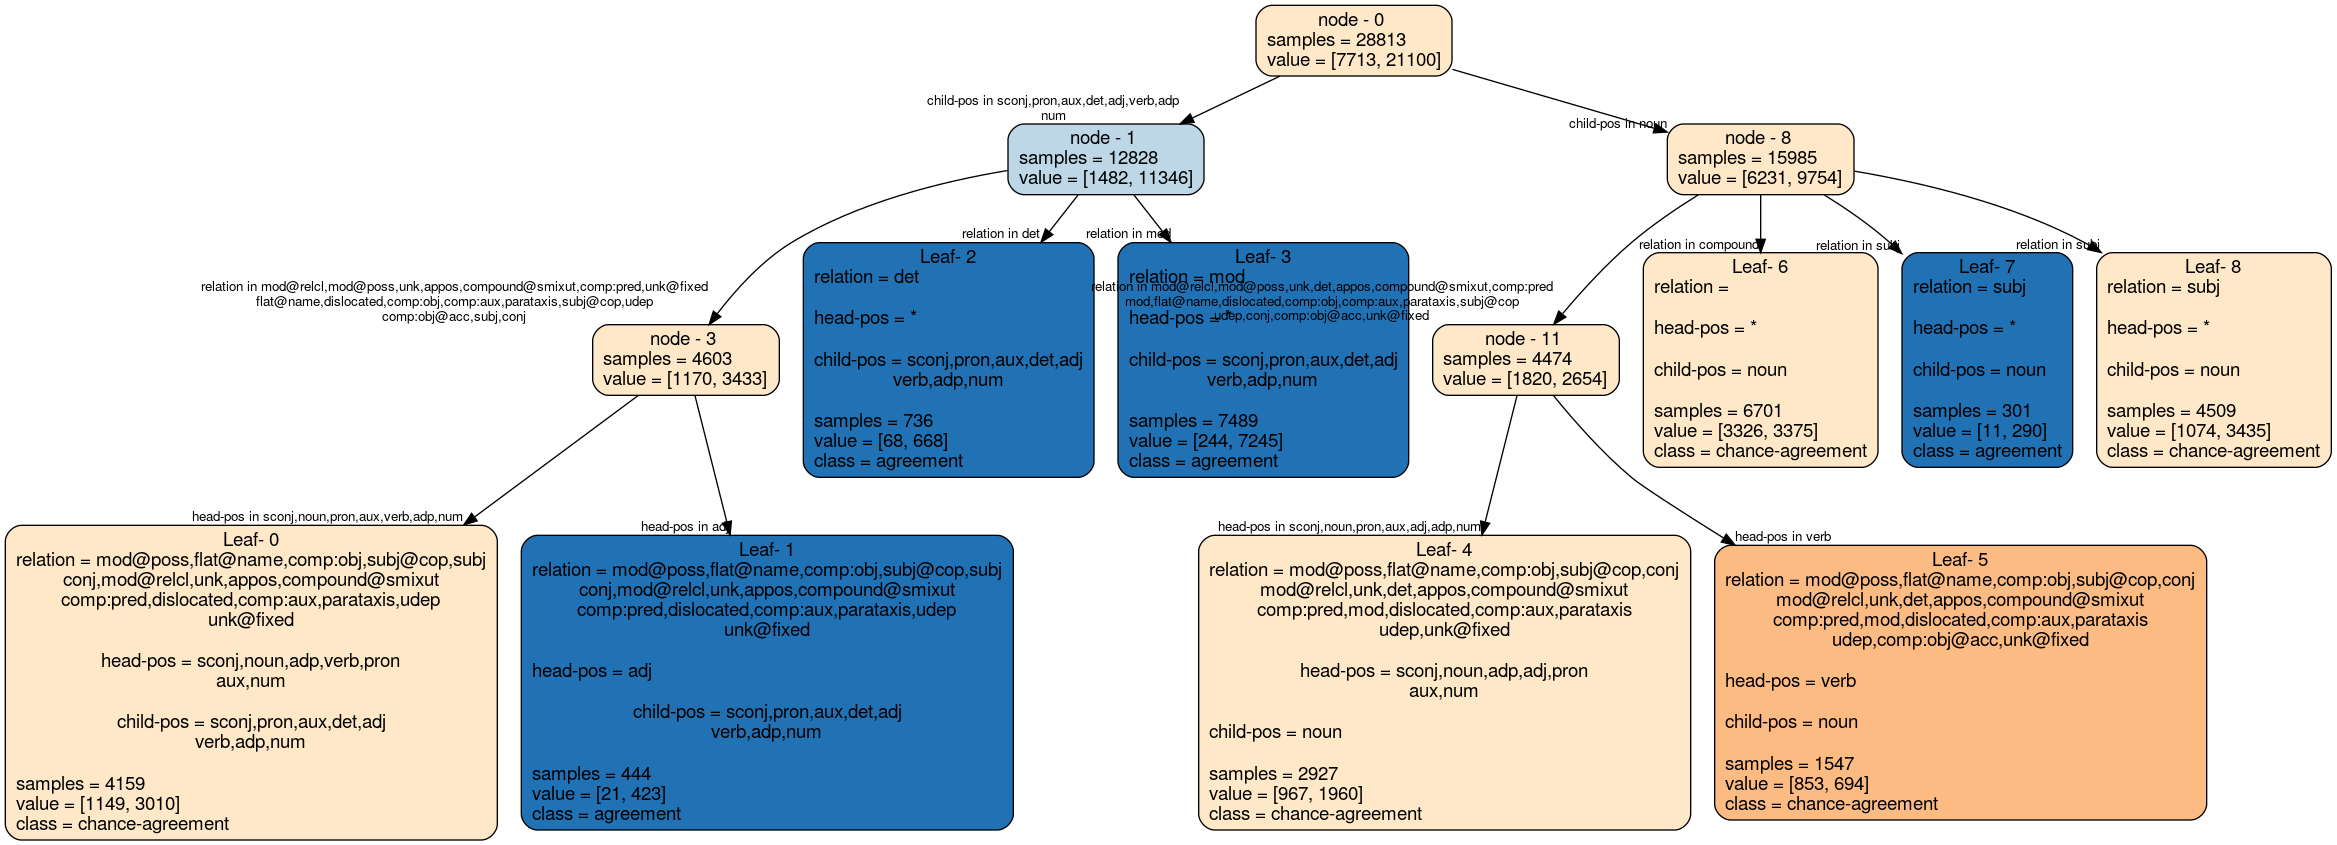 node - 0
samples = 28813
value = [7713, 21100]
child-pos in sconj,pron,aux,det,adj,verb,adp
num
child-pos in noun
node - 1
samples = 12828
value = [1482, 11346]
node - 8
samples = 15985
value = [6231, 9754]
relation in mod@relcl,mod@poss,unk,appos,compound@smixut,comp:pred,unk@fixed
flat@name,dislocated,comp:obj,comp:aux,parataxis,subj@cop,udep
comp:obj@acc,subj,conj
relation in det
relation in mod
relation in mod@relcl,mod@poss,unk,det,appos,compound@smixut,comp:pred
mod,flat@name,dislocated,comp:obj,comp:aux,parataxis,subj@cop
udep,conj,comp:obj@acc,unk@fixed
relation in compound
relation in subj
relation in subj
node - 3
samples = 4603
value = [1170, 3433]
Leaf- 2
relation = det
head-pos = *
child-pos = sconj,pron,aux,det,adj
verb,adp,num
samples = 736
value = [68, 668]
class = agreement
Leaf- 3
relation = mod
head-pos = *
child-pos = sconj,pron,aux,det,adj
verb,adp,num
samples = 7489
value = [244, 7245]
class = agreement
node - 11
samples = 4474
value = [1820, 2654]
Leaf- 6
relation =
head-pos = *
child-pos = noun
samples = 6701
value = [3326, 3375]
class = chance-agreement
Leaf- 7
relation = subj
head-pos = *
child-pos = noun
samples = 301
value = [11, 290]
class = agreement
Leaf- 8
relation = subj
head-pos = *
child-pos = noun
samples = 4509
value = [1074, 3435]
class = chance-agreement
head-pos in sconj,noun,pron,aux,verb,adp,num
head-pos in adj
head-pos in sconj,noun,pron,aux,adj,adp,num
head-pos in verb
Leaf- 0
relation = mod@poss,flat@name,comp:obj,subj@cop,subj
conj,mod@relcl,unk,appos,compound@smixut
comp:pred,dislocated,comp:aux,parataxis,udep
unk@fixed
head-pos = sconj,noun,adp,verb,pron
aux,num
child-pos = sconj,pron,aux,det,adj
verb,adp,num
samples = 4159
value = [1149, 3010]
class = chance-agreement
Leaf- 1
relation = mod@poss,flat@name,comp:obj,subj@cop,subj
conj,mod@relcl,unk,appos,compound@smixut
comp:pred,dislocated,comp:aux,parataxis,udep
unk@fixed
head-pos = adj
child-pos = sconj,pron,aux,det,adj
verb,adp,num
samples = 444
value = [21, 423]
class = agreement
Leaf- 4
relation = mod@poss,flat@name,comp:obj,subj@cop,conj
mod@relcl,unk,det,appos,compound@smixut
comp:pred,mod,dislocated,comp:aux,parataxis
udep,unk@fixed
head-pos = sconj,noun,adp,adj,pron
aux,num
child-pos = noun
samples = 2927
value = [967, 1960]
class = chance-agreement
Leaf- 5
relation = mod@poss,flat@name,comp:obj,subj@cop,conj
mod@relcl,unk,det,appos,compound@smixut
comp:pred,mod,dislocated,comp:aux,parataxis
udep,comp:obj@acc,unk@fixed
head-pos = verb
child-pos = noun
samples = 1547
value = [853, 694]
class = chance-agreement